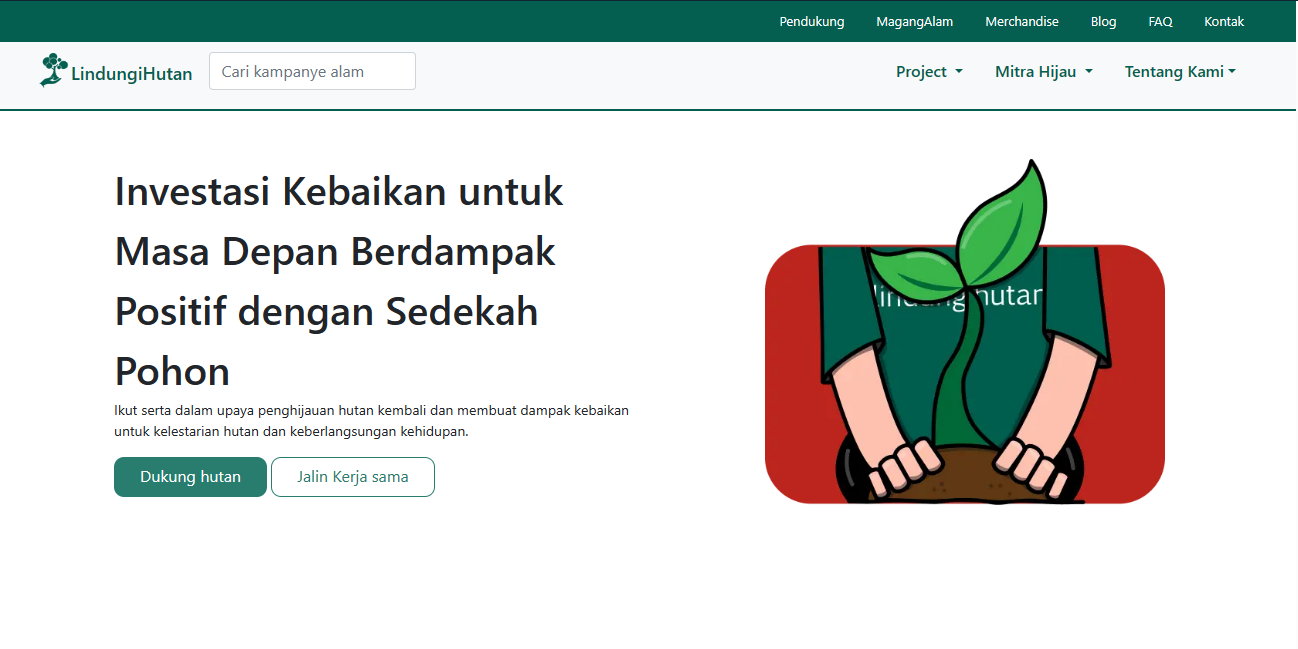 Pendukung MagangAlam Merchandise Blog FAQ Kontak
LindungiHutan Cari kampanye alam Project Mitra Hijau Tentang Kami
Investasi Kebaikan untuk
Masa Depan Berdampak
Positif dengan Sedekah
Pohon
Ikut serta dalam upaya penghijauan hutan kembali dan membuat dampak kebaikan
untuk kelestarian hutan dan keberlangsungan kehidupan.
Dukung hutan Jalin Kerja sama